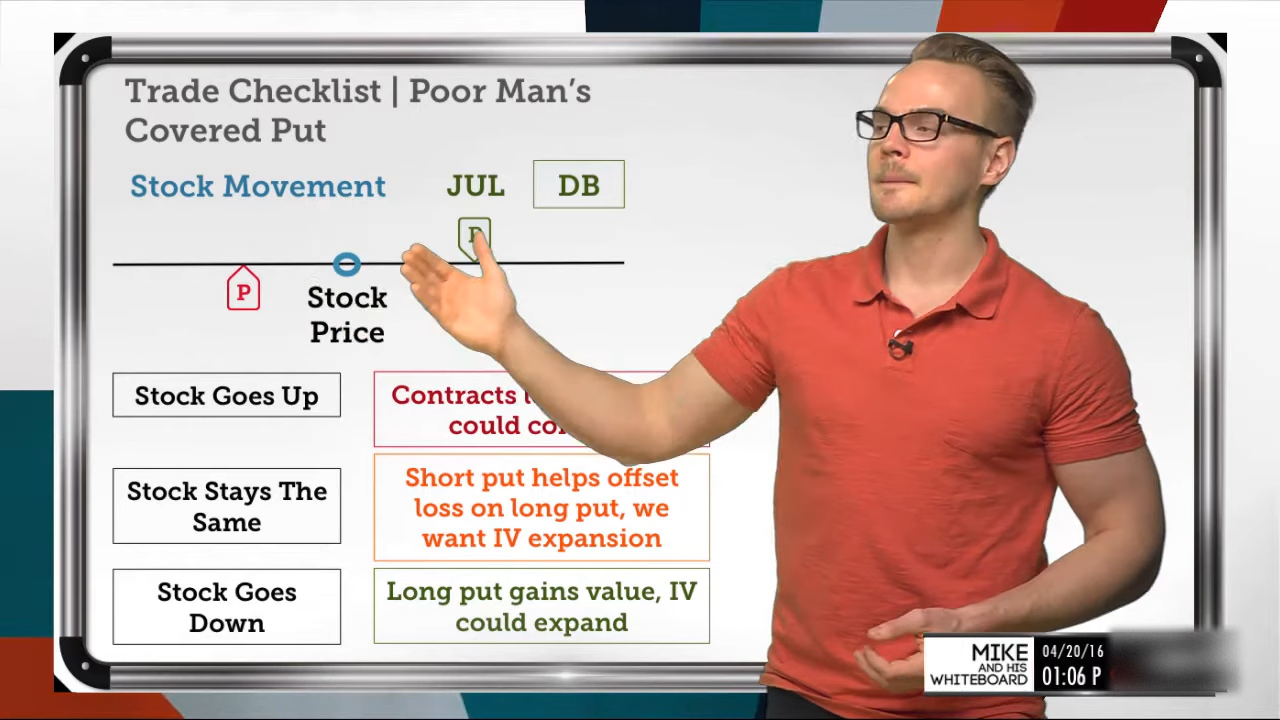 Trade Checklist | Poor Man's
Covered Put
Stock Movement
JUL
DB
P
Stock
Price
Stock Goes Up
Contracts
could
Stock Stays The
Same
Short put helps offset
loss on long put, we
want IV expansion
Stock Goes
Down
Long put gains value, IV
could expand
MIKE
AND HIS
WHITEBOARD
04/20/16
01:06 P